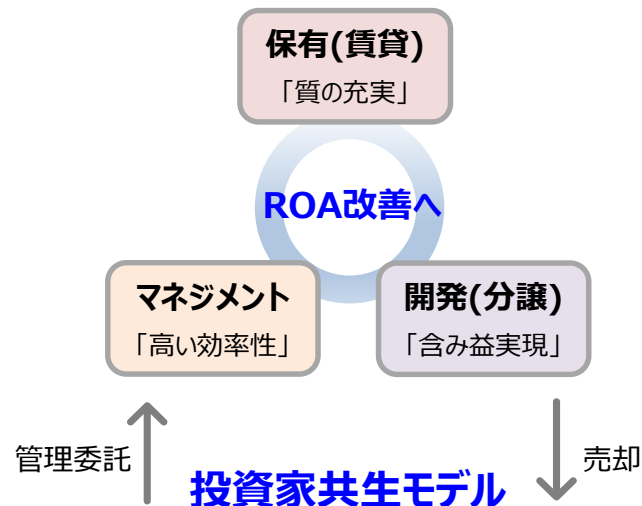 保有(賃貸)
「質の充実」
ROA改善へ
マネジメント
「高い効率性」
開発(分譲)
「含み益実現」
管理委託
売却
投資家共生モデル